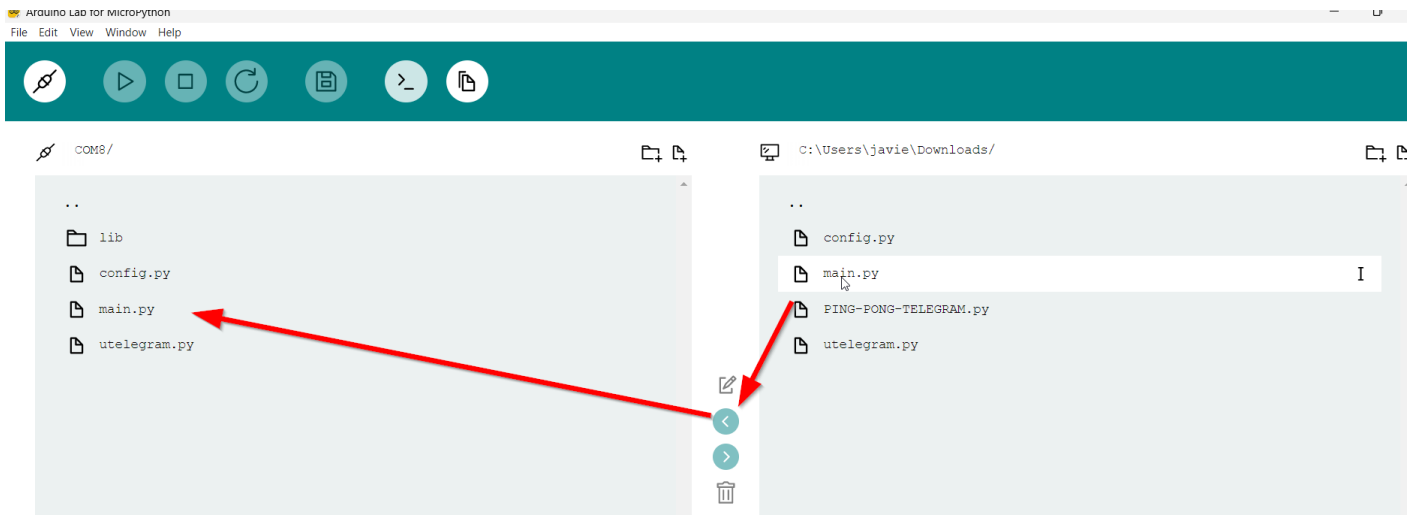 Arduino Lab for MicroPython
File Edit View Window Help
COM8/
C:\Users\javie\Downloads/
..
lib
config.py
main.py
utelegram.py
..
config.py
main.py
PING-PONG-TELEGRAM.py
utelegram.py